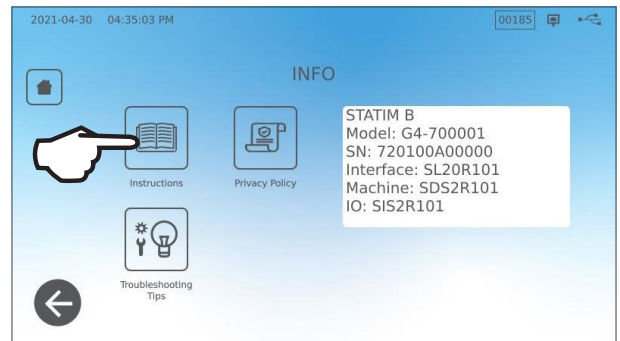 2021-04-30 04:35:03 PM
00185
INFO
Instructions
Privacy Policy
Troubleshooting
Tips
STATIM B
Model: G4-700001
SN: 720100A00000
Interface: SL20R101
Machine: SDS2R101
IO: SIS2R101